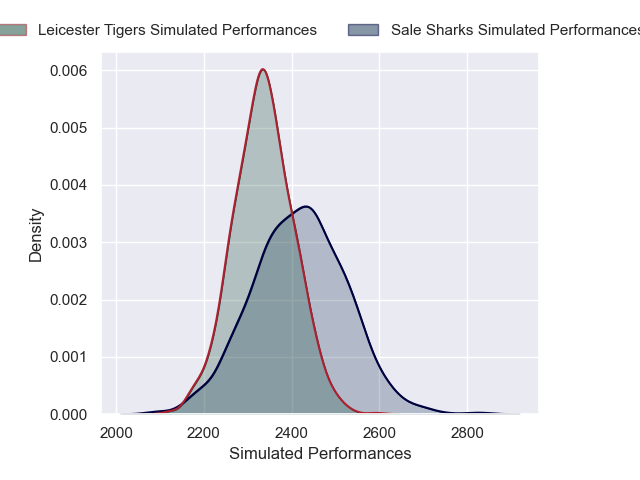 Leicester Tigers Simulated Performances
Sale Sharks Simulated Performances
0.006
0.005
0.004
0.003
0.002
0.001
0.000
Density
2000 2200 2400 2600 2800
Simulated Performances